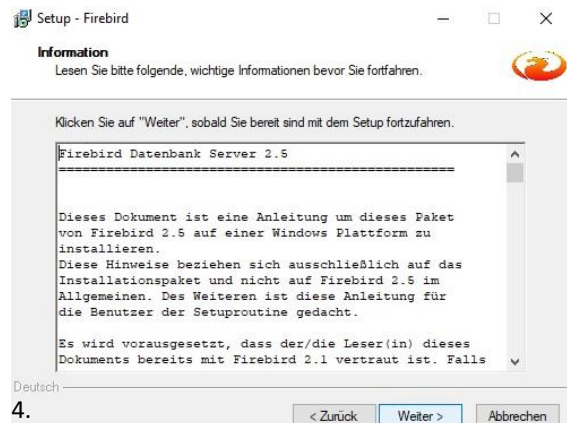 Setup - Firebird
Information
Lesen Sie bitte folgende, wichtige Informationen bevor Sie fortfahren.
Klicken Sie auf "Weiter", sobald Sie bereit sind mit dem Setup fortzufahren.
Firebird Datenbank Server 2.5
==================================================
Dieses Dokument ist eine Anleitung um dieses Paket
von Firebird 2.5 auf einer Windows Plattform zu
installieren.
Diese Hinweise beziehen sich ausschließlich auf das
Installationspaket und nicht auf Firebird 2.5 im
Allgemeinen. Des Weiteren ist diese Anleitung für
die Benutzer der Setuproutine gedacht.
Es wird vorausgesetzt, dass der/die Leser(in) dieses
Dokuments bereits mit Firebird 2.1 vertraut ist. Falls
Deutsch
4.
< Zurück Weiter > Abbrechen